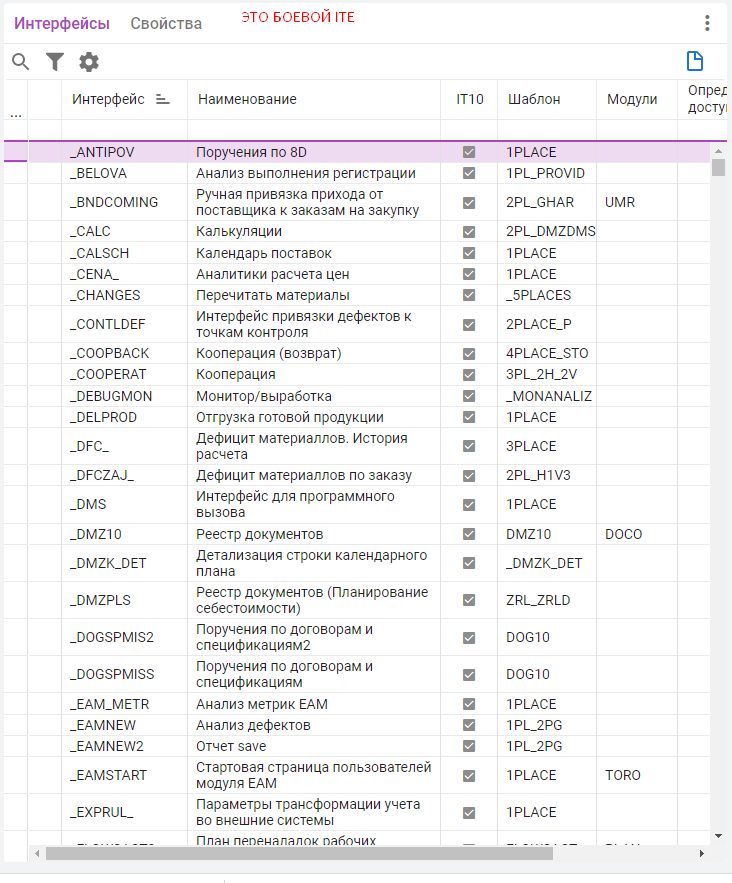 Интерфейсы Свойства ЭТО БОЕВОЙ ITE
... Интерфейс Наименование IT10 Шаблон Модули Опред
досту
_ANTIPOV Поручения по 8D 1PLACE
_BELOVA Анализ выполнения регистрации 1PL_PROVID
_BNDCOMING Ручная привязка прихода от 2PL_GHAR UMR
поставщика к заказам на закупку
_CALC Калькуляции 2PL_DMZDMS
_CALSCH Календарь поставок 1PLACE
_CENA_ Аналитики расчета цен 1PLACE
_CHANGES Перечитать материалы _5PLACES
_CONTLDEF Интерфейс привязки дефектов к 2PLACE_P
точкам контроля
_COOPBACK Кооперация (возврат) 4PLACE_STO
_COOPERAT Кооперация 3PL_2H_2V
_DEBUGMON Монитор/выработка _MONANALIZ
_DELPROD Отгрузка готовой продукции 1PLACE
_DFC_ Дефицит материаллов. История 3PLACE
расчета
_DFCZAJ_ Дефицит материаллов по заказу 2PL_H1V3
_DMS Интерфейс для программного 1PLACE
вызова
_DMZ10 Реестр документов DMZ10 DOCO
_DMZK_DET Детализация строки календарного _DMZK_DET
плана
_DMZPLS Реестр документов (Планирование ZRL_ZRLD
себестоимости)
_DOGSPMIS2 Поручения по договорам и DOG10
спецификациям2
_DOGSPMISS Поручения по договорам и DOG10
спецификациям
_EAM_METR Анализ метрик EAM 1PLACE
_EAMNEW Анализ дефектов 1PL_2PG
_EAMNEW2 Отчет save 1PL_2PG
_EAMSTART Стартовая страница пользователей 1PLACE TORO
модуля EAM
_EXPRUL_ Параметры трансформации учета 1PLACE
во внешние системы
План переналадок рабочих